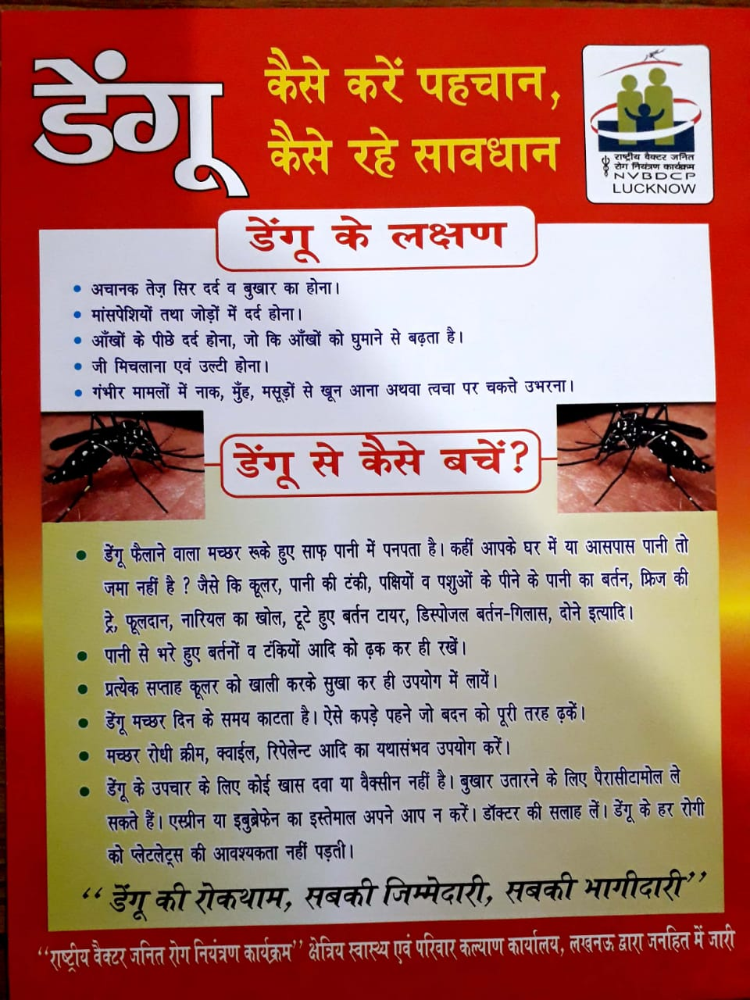 डेंगू
कैसे करें पहचान,
कैसे रहे सावधान
राष्ट्रीय वैक्टर जनित
रोग नियंत्रण कार्यक्रम
NVBDCP
LUCKNOW
डेंगू के लक्षण
• अचानक तेज़ सिर दर्द व बुखार का होना।
• मांसपेशियों तथा जोड़ों में दर्द होना।
• आँखों के पीछे दर्द होना, जो कि आँखों को घुमाने से बढ़ता है।
• जी मिचलाना एवं उल्टी होना।
• गंभीर मामलों में नाक, मुँह, मसूड़ों से खून आना अथवा त्वचा पर चकत्ते उभरना।
डेंगू से कैसे बचें?
• डेंगू फैलाने वाला मच्छर रूके हुए साफ़ पानी में पनपता है। कहीं आपके घर में या आसपास पानी तो
जमा नहीं है ? जैसे कि कूलर, पानी की टंकी, पक्षियों व पशुओं के पीने के पानी का बर्तन, फ्रिज की
ट्रे, फूलदान, नारियल का खोल, टूटे हुए बर्तन टायर, डिस्पोजल बर्तन-गिलास, दोने इत्यादि।
• पानी से भरे हुए बर्तनों व टंकियों आदि को ढ़क कर ही रखें।
• प्रत्येक सप्ताह कूलर को खाली करके सुखा कर ही उपयोग में लायें।
• डेंगू मच्छर दिन के समय काटता है। ऐसे कपड़े पहने जो बदन को पूरी तरह ढ़कें।
• मच्छर रोधी क्रीम, क्वाईल, रिपेलेन्ट आदि का यथासंभव उपयोग करें।
• डेंगू के उपचार के लिए कोई खास दवा या वैक्सीन नहीं है। बुखार उतारने के लिए पैरासीटामोल ले
सकते हैं। एस्प्रीन या इबुब्रेफेन का इस्तेमाल अपने आप न करें। डॉक्टर की सलाह लें। डेंगू के हर रोगी
को प्लेटलेट्स की आवश्यकता नहीं पड़ती।
“ डेंगू की रोकथाम, सबकी जिम्मेदारी, सबकी भागीदारी”
“राष्ट्रीय वैक्टर जनित रोग नियंत्रण कार्यक्रम” क्षेत्रिय स्वास्थ्य एवं परिवार कल्याण कार्यालय, लखनऊ द्वारा जनहित में जारी